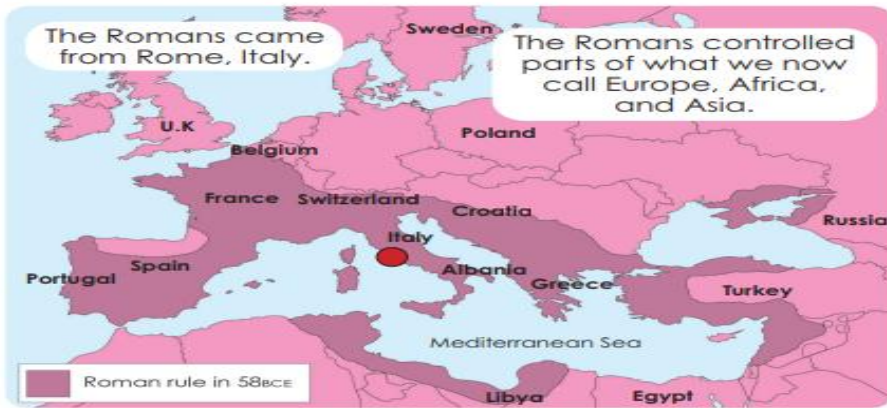 The Romans came
from Rome, Italy.
Sweden
The Romans controlled
parts of what we now
call Europe, Africa,
and Asia.
U.K
Poland
Belgium
France
Switzerland
Croatia
Russia
Italy
Portugal
Spain
Albania
Greece
Turkey
Mediterranean Sea
Roman rule in 58BCE
Libya
Egypt